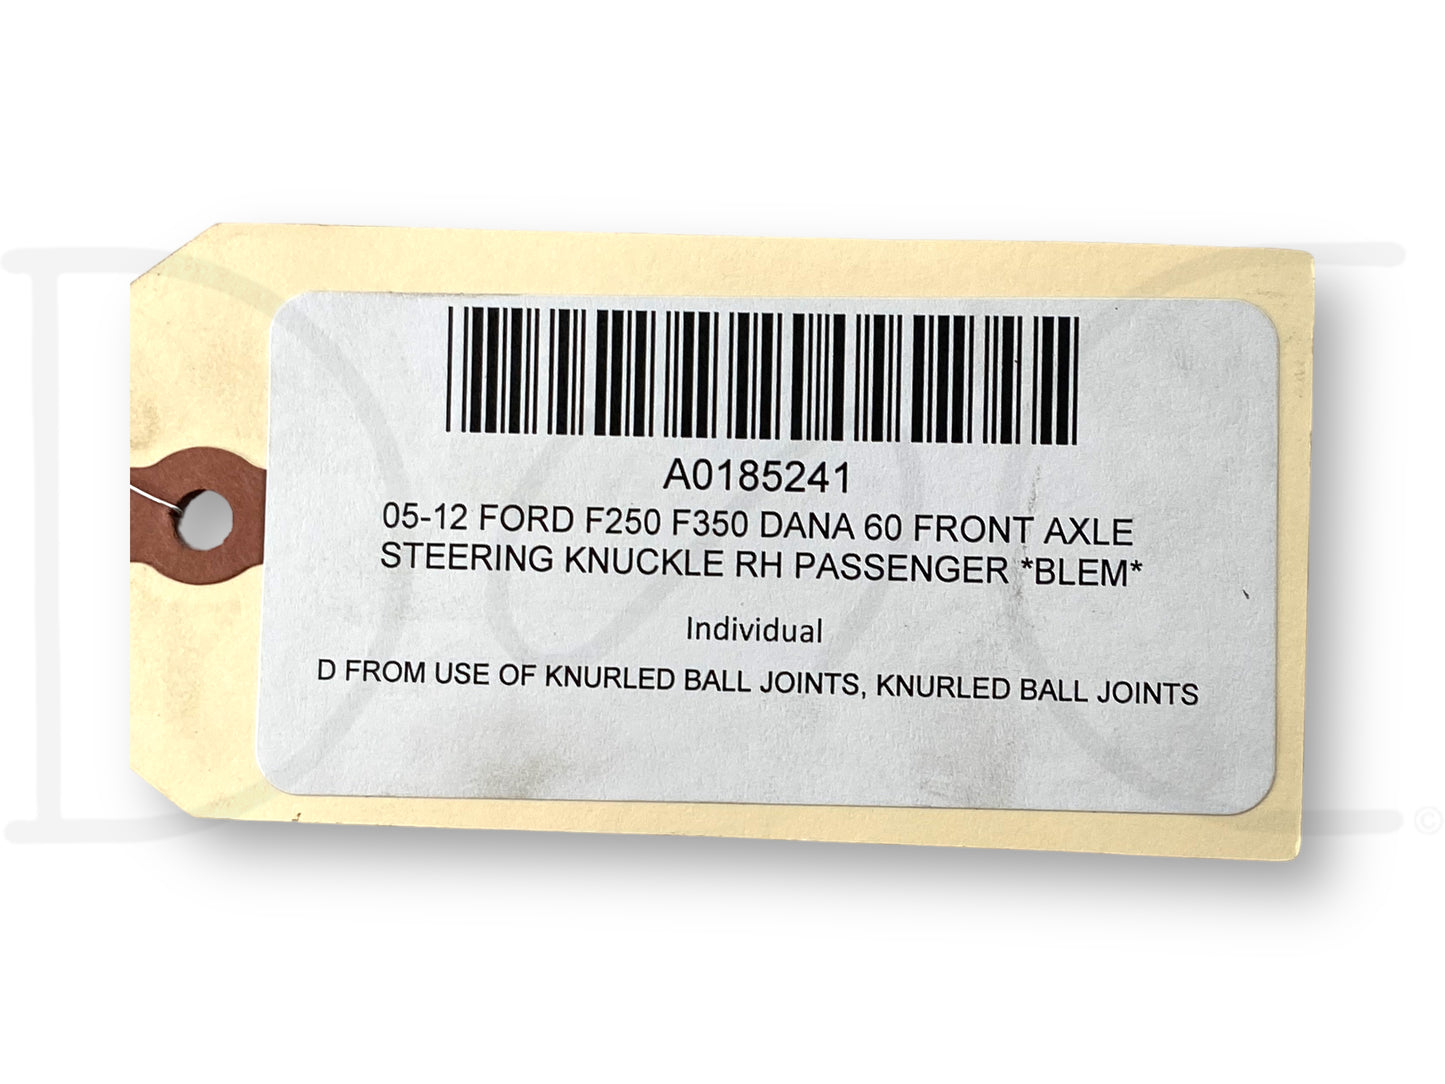 A0185241
05-12 FORD F250 F350 DANA 60 FRONT AXLE
STEERING KNUCKLE RH PASSENGER *BLEM*
Individual
D FROM USE OF KNURLED BALL JOINTS, KNURLED BALL JOINTS
©